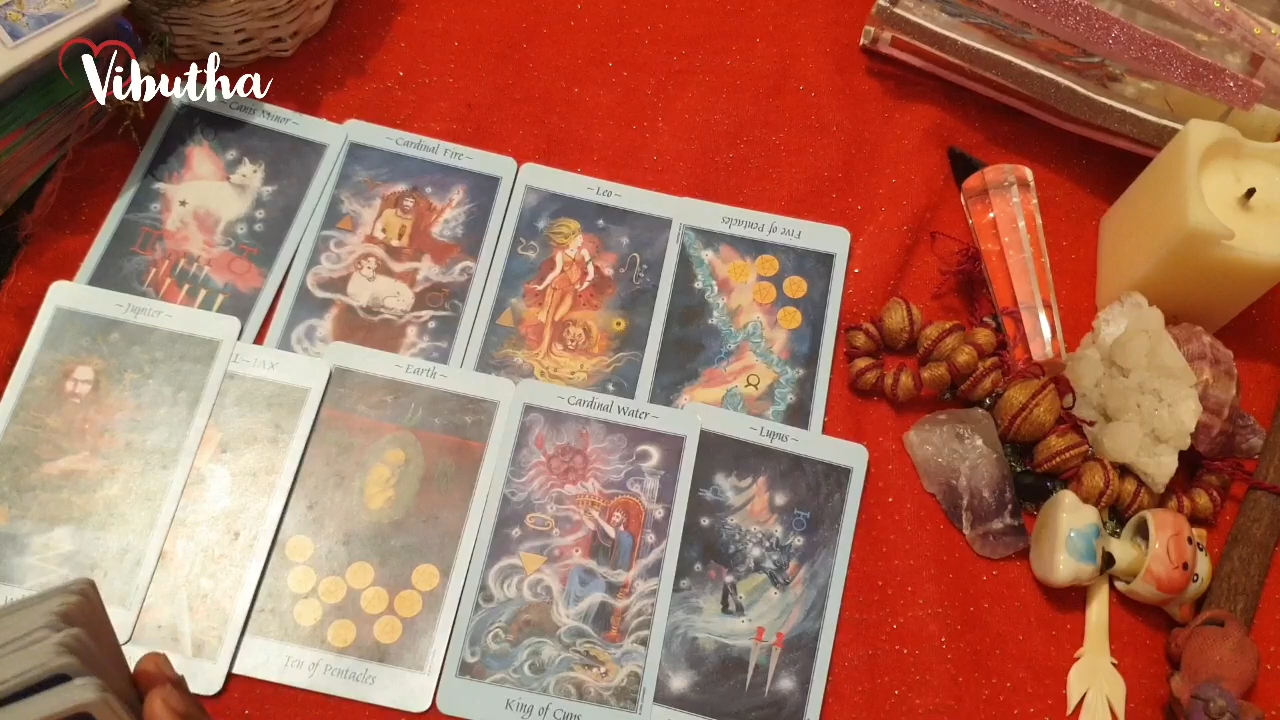 Vibutha
~ Canis Minor ~
~ Cardinal Fire ~
~ Leo ~
Five of Pentacles
~ Jupiter ~
~ Earth ~
~ Cardinal Water ~
~ Lupus ~
Ten of Pentacles
King of Cups